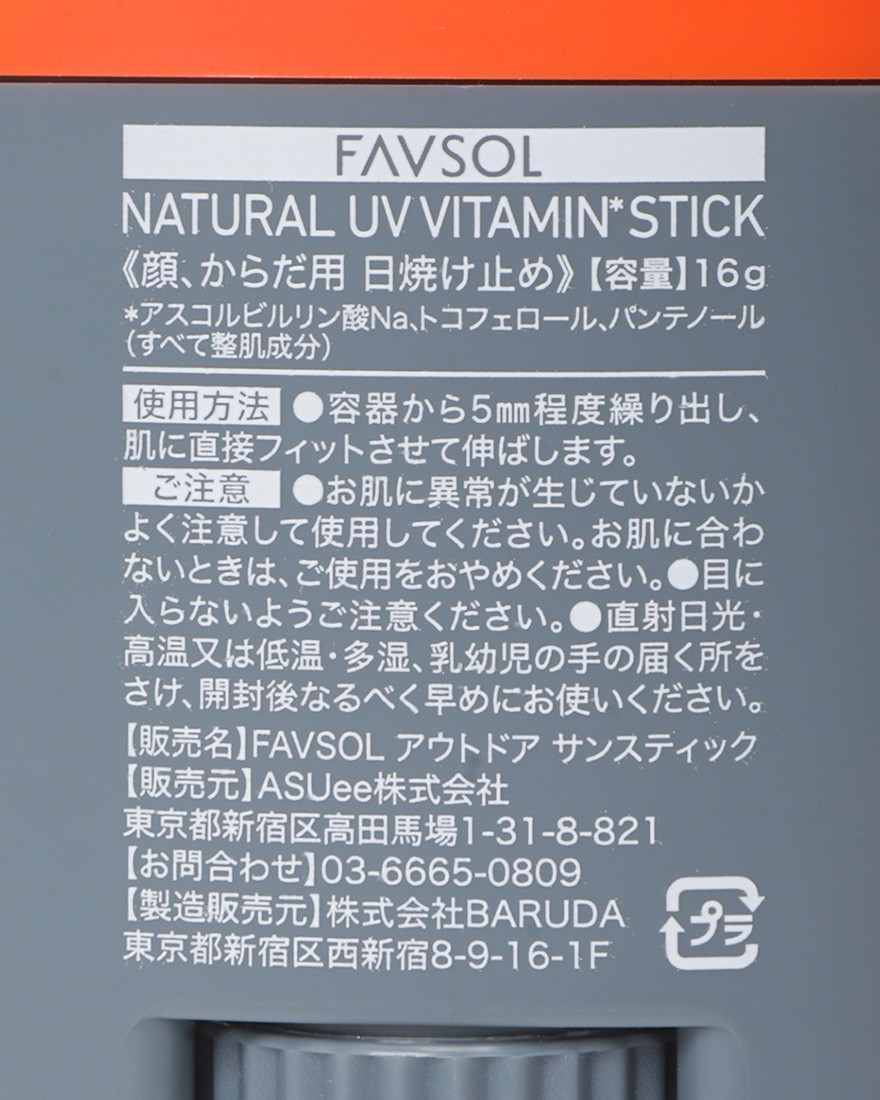 FAVSOL
NATURAL UV VITAMIN*STICK
《顔、からだ用 日焼け止め》【容量】16g
*アスコルビルリン酸Na、トコフェロール、パンテノール
(すべて整肌成分)
使用方法 ●容器から5㎜程度繰り出し、
肌に直接フィットさせて伸ばします。
ご注意 ●お肌に異常が生じていないか
よく注意して使用してください。お肌に合わ
ないときは、ご使用をおやめください。●目に
入らないようご注意ください。●直射日光・
高温又は低温・多湿、乳幼児の手の届く所を
さけ、開封後なるべく早めにお使いください。
【販売名】FAVSOL アウトドア サンスティック
【販売元】ASUee株式会社
東京都新宿区高田馬場1-31-8-821
【お問合わせ】03-6665-0809
【製造販売元】株式会社BARUDA
東京都新宿区西新宿8-9-16-1F
プラ